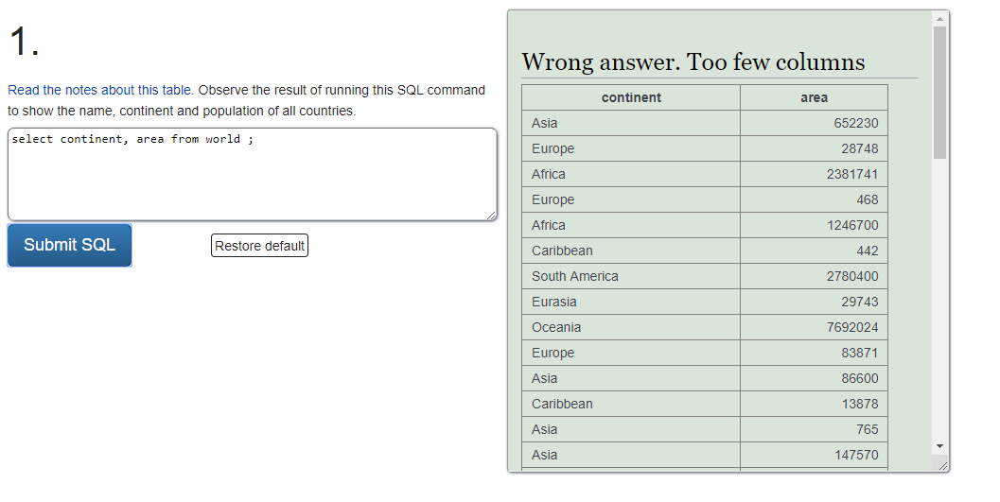 1.
Read the notes about this table. Observe the result of running this SQL command
to show the name, continent and population of all countries.
select continent, area from world ;
Submit SQL
Restore default
Wrong answer. Too few columns
continent area
Asia 652230
Europe 28748
Africa 2381741
Europe 468
Africa 1246700
Caribbean 442
South America 2780400
Eurasia 29743
Oceania 7692024
Europe 83871
Asia 86600
Caribbean 13878
Asia 765
Asia 147570